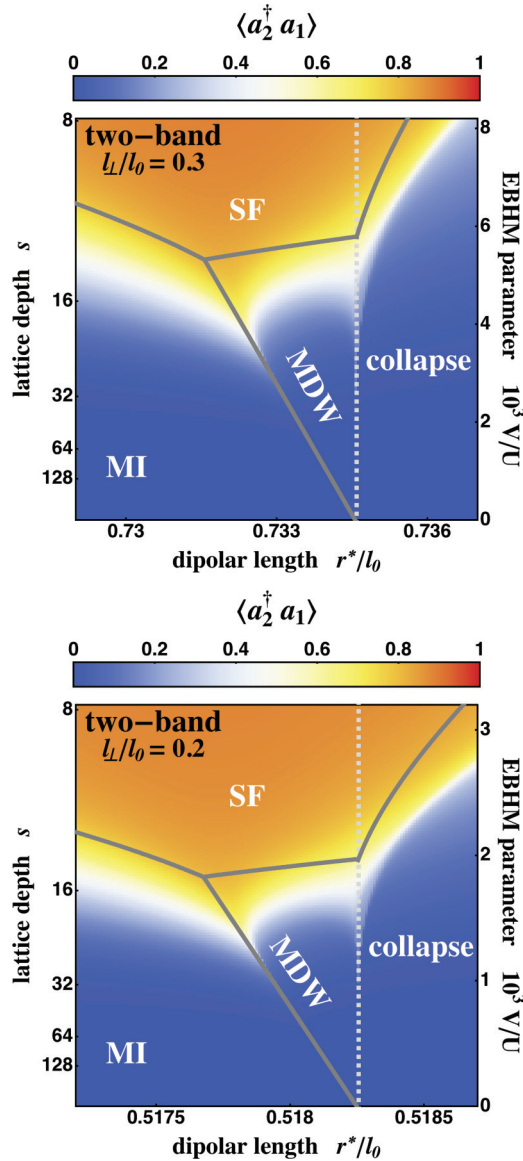 ⟨a₂† a₁⟩
0 0.2 0.4 0.6 0.8 1
two-band
l⊥/l₀ = 0.3
SF
MDW
collapse
MI
8
16
32
64
128
lattice depth s
8
6
4
2
0
EBHM parameter 10³ V/U
0.73 0.733 0.736
dipolar length r*/l₀
⟨a₂† a₁⟩
0 0.2 0.4 0.6 0.8 1
two-band
l⊥/l₀ = 0.2
SF
MDW
collapse
MI
8
16
32
64
128
lattice depth s
3
2
1
0
EBHM parameter 10³ V/U
0.5175 0.518 0.5185
dipolar length r*/l₀